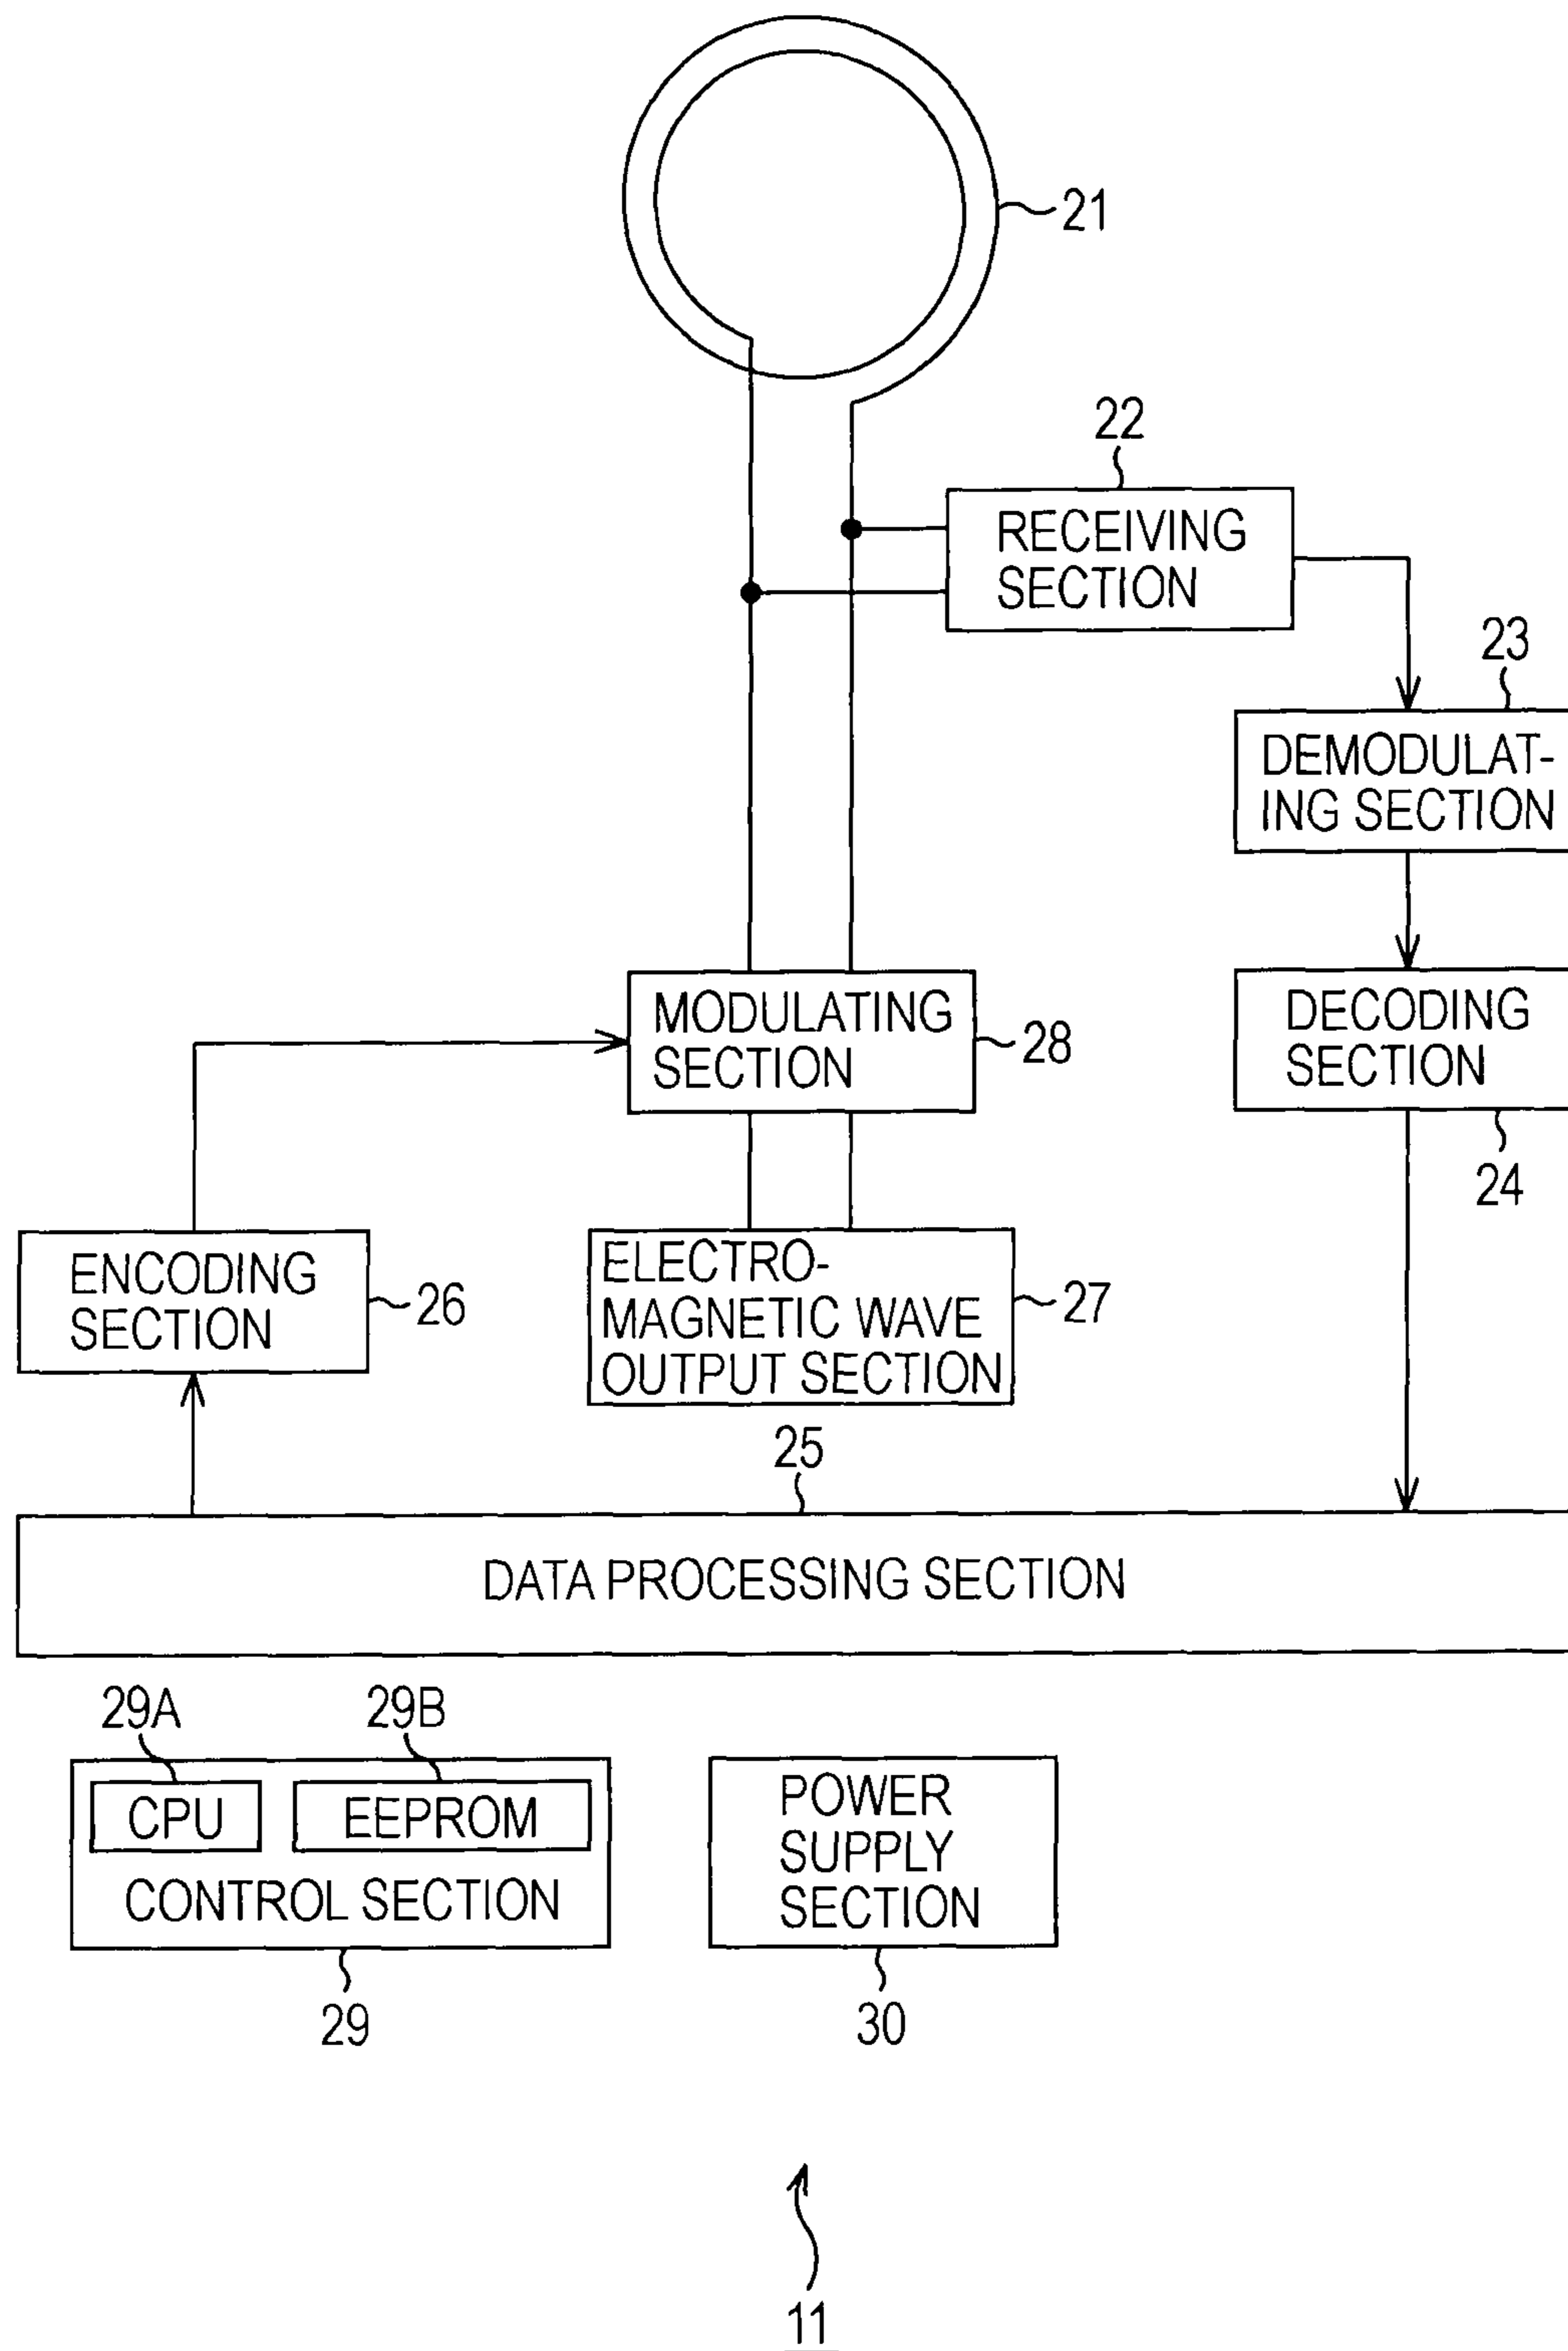 21
22
RECEIVING
SECTION
23
DEMODULAT-
ING SECTION
MODULATING
SECTION
28
DECODING
SECTION
24
ENCODING
SECTION
26
ELECTRO-
MAGNETIC WAVE
OUTPUT SECTION
27
25
DATA PROCESSING SECTION
29A
29B
CPU
EEPROM
CONTROL SECTION
29
POWER
SUPPLY
SECTION
30
11